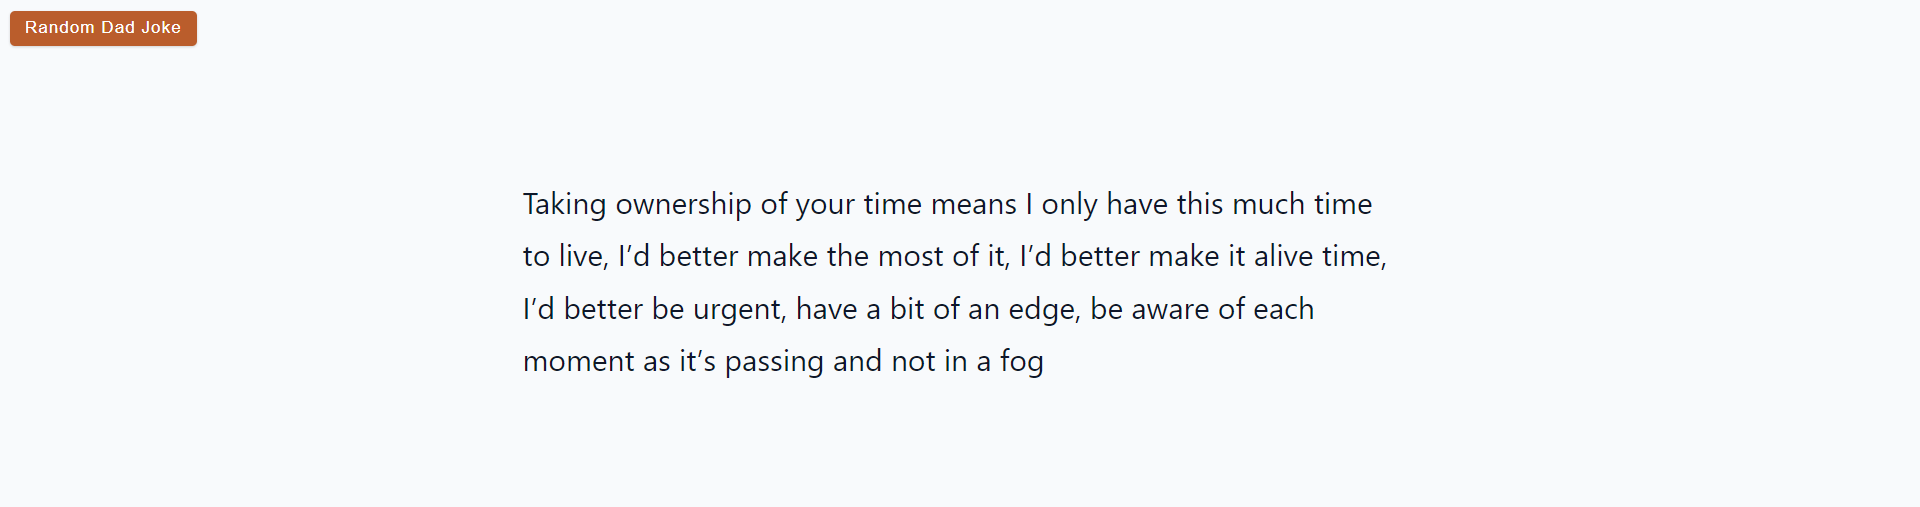 Random Dad Joke
Taking ownership of your time means I only have this much time
to live, I’d better make the most of it, I’d better make it alive time,
I’d better be urgent, have a bit of an edge, be aware of each
moment as it’s passing and not in a fog